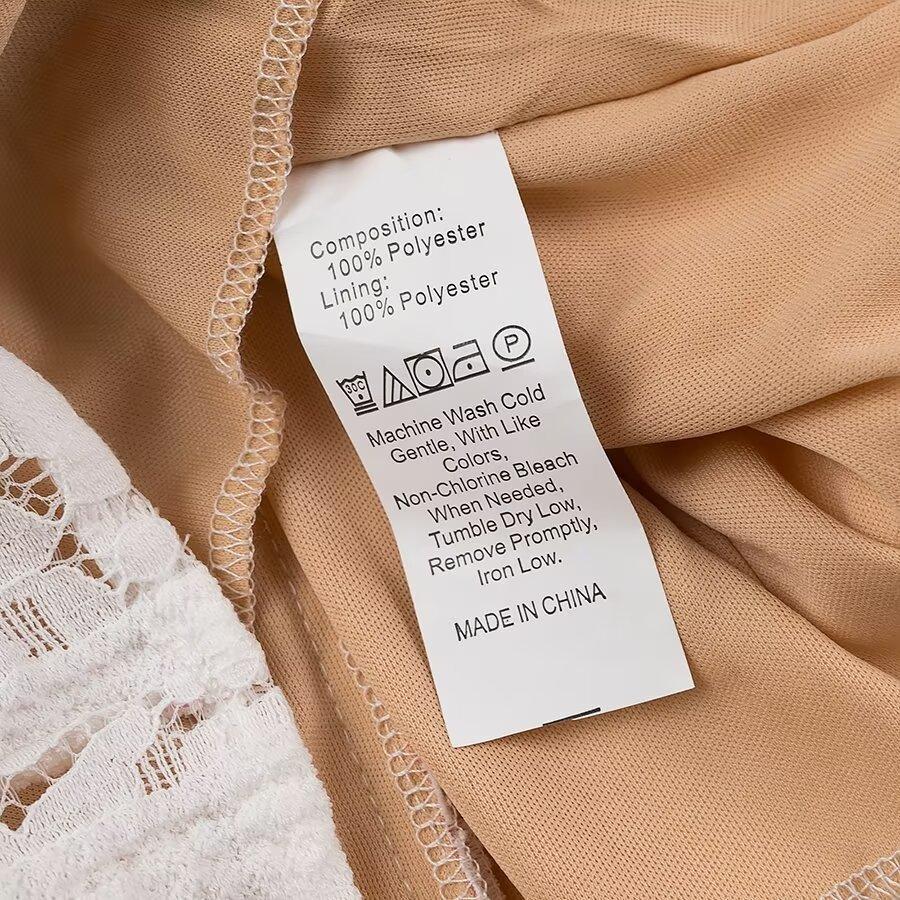 Composition:
100% Polyester
Lining:
100% Polyester
30C
P
Machine Wash Cold
Gentle, With Like
Colors,
Non-Chlorine Bleach
When Needed,
Tumble Dry Low,
Remove Promptly,
Iron Low.
MADE IN CHINA